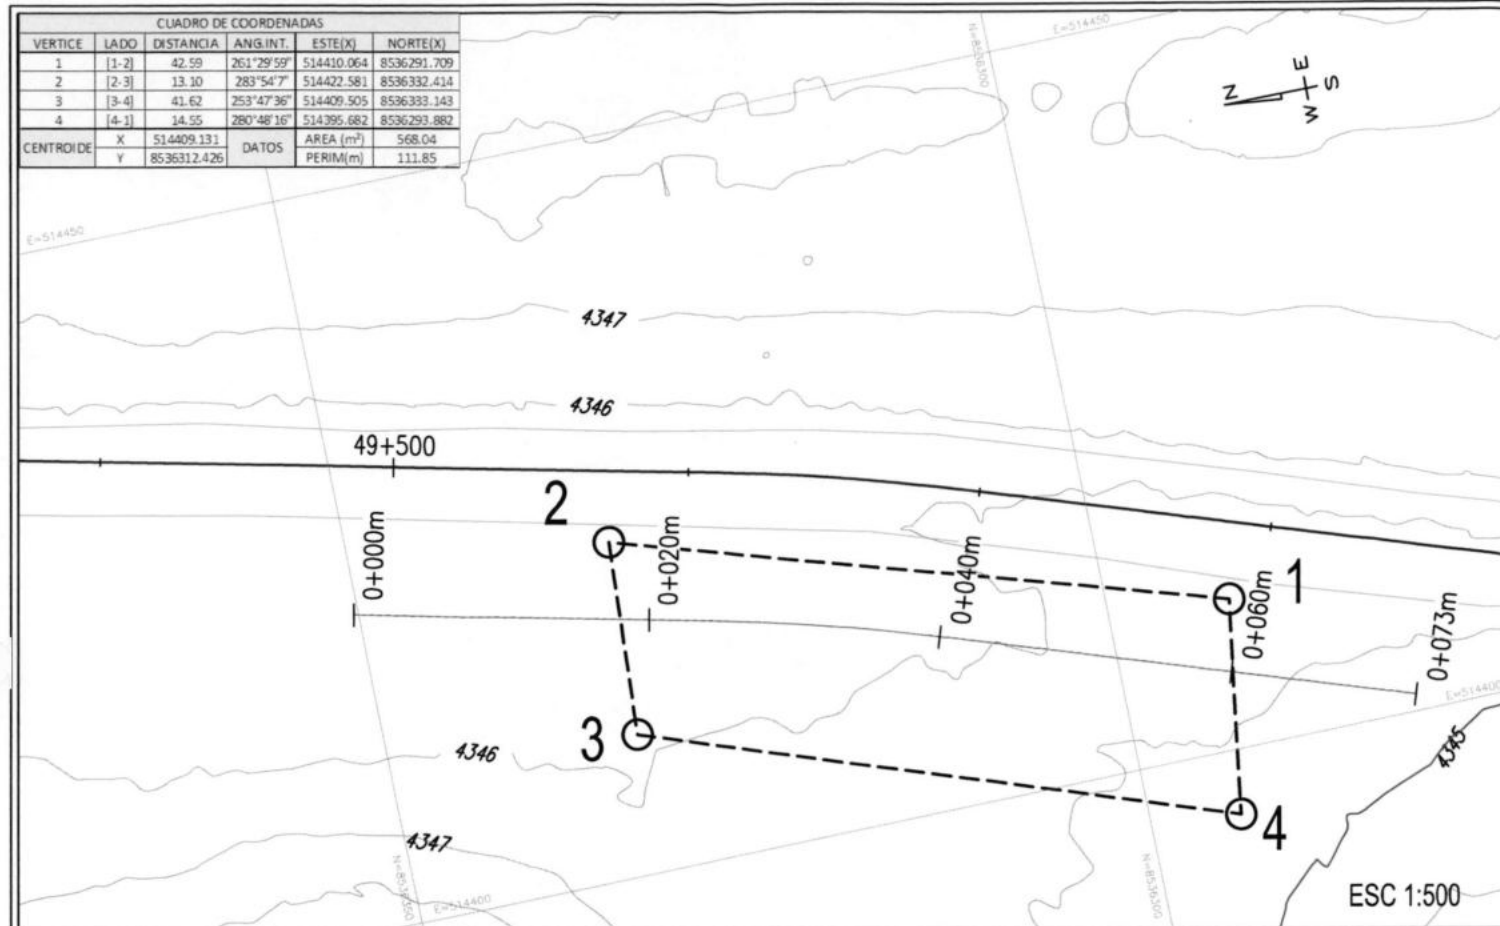 CUADRO DE COORDENADAS
VERTICE LADO DISTANCIA ANG.INT. ESTE(X) NORTE(X)
1 [1-2] 42.59 261°29'59" 514410.064 8536291.709
2 [2-3] 13.10 283°54'7" 514422.581 8536332.414
3 [3-4] 41.62 253°47'36" 514409.505 8536333.143
4 [4-1] 14.55 280°48'16" 514395.682 8536293.882
CENTROIDE X 514409.131 DATOS AREA (m²) 568.04
Y 8536312.426 PERIM(m) 111.85
E=514450
N=8536300
E=514450
N E
W S
4347
4346
49+500
2
0+000m
0+020m
0+040m
0+060m
1
0+073m
E=514400
3
4346
4345
4
4347
N=8536350
E=514400
N=8536300
ESC 1:500